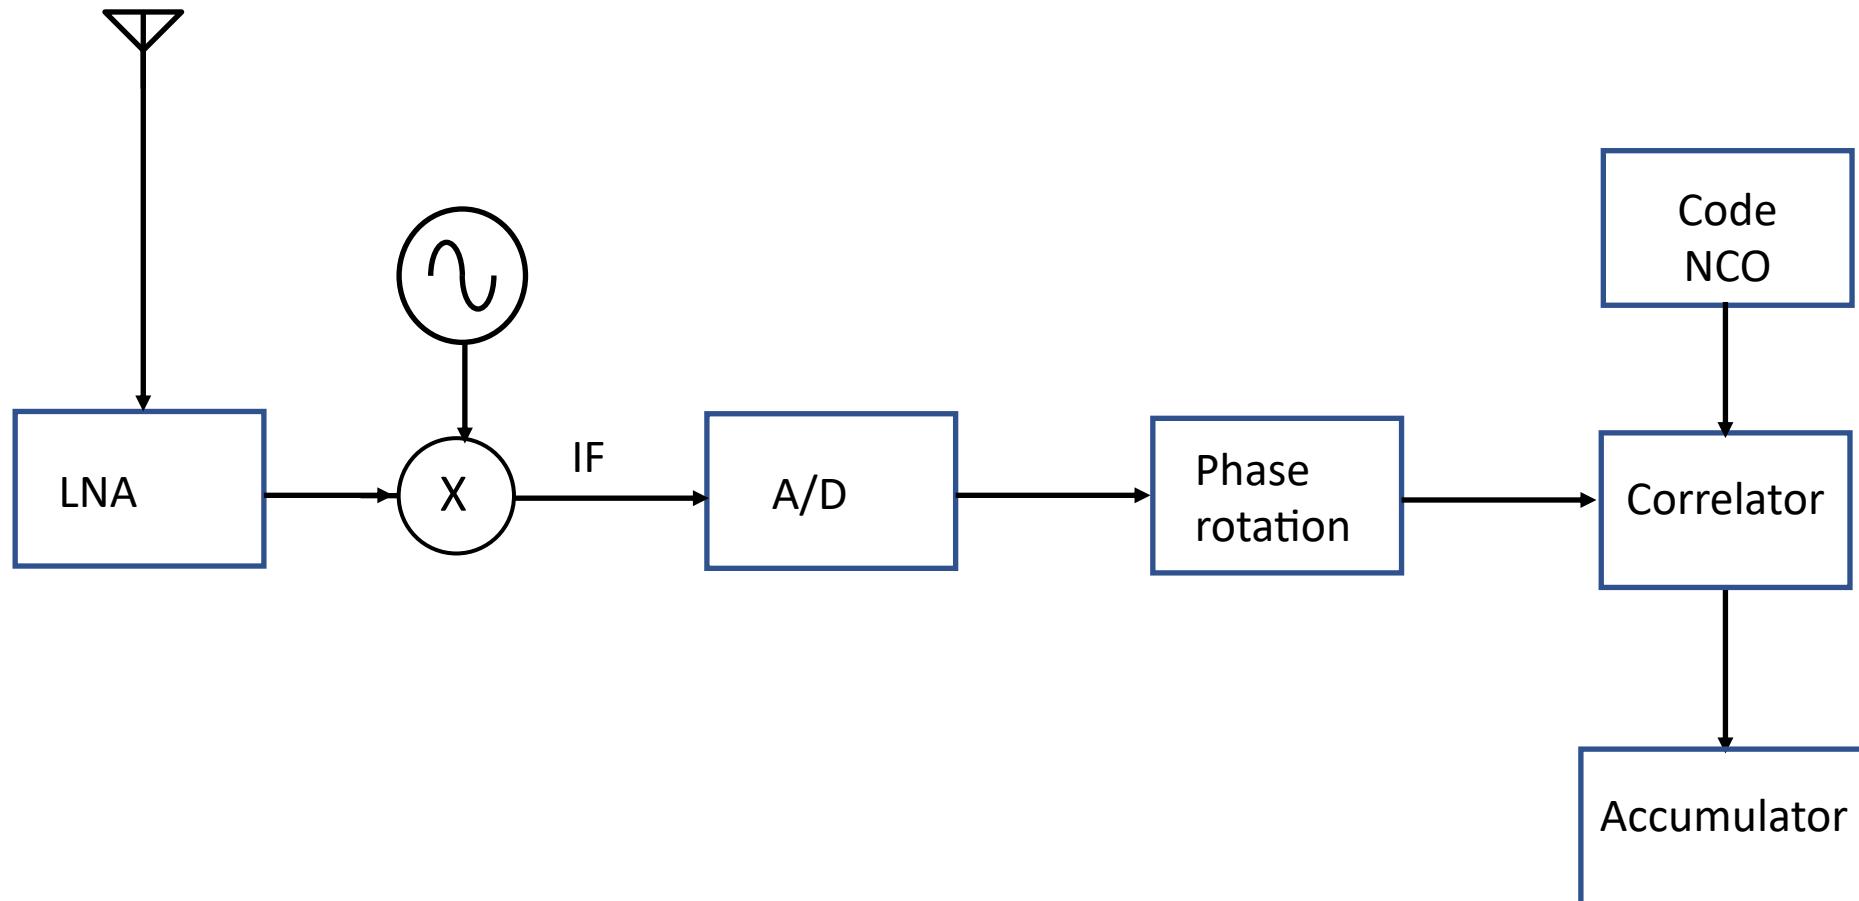 Code
NCO
IF
LNA
X
A/D
Phase
rotation
Correlator
Accumulator